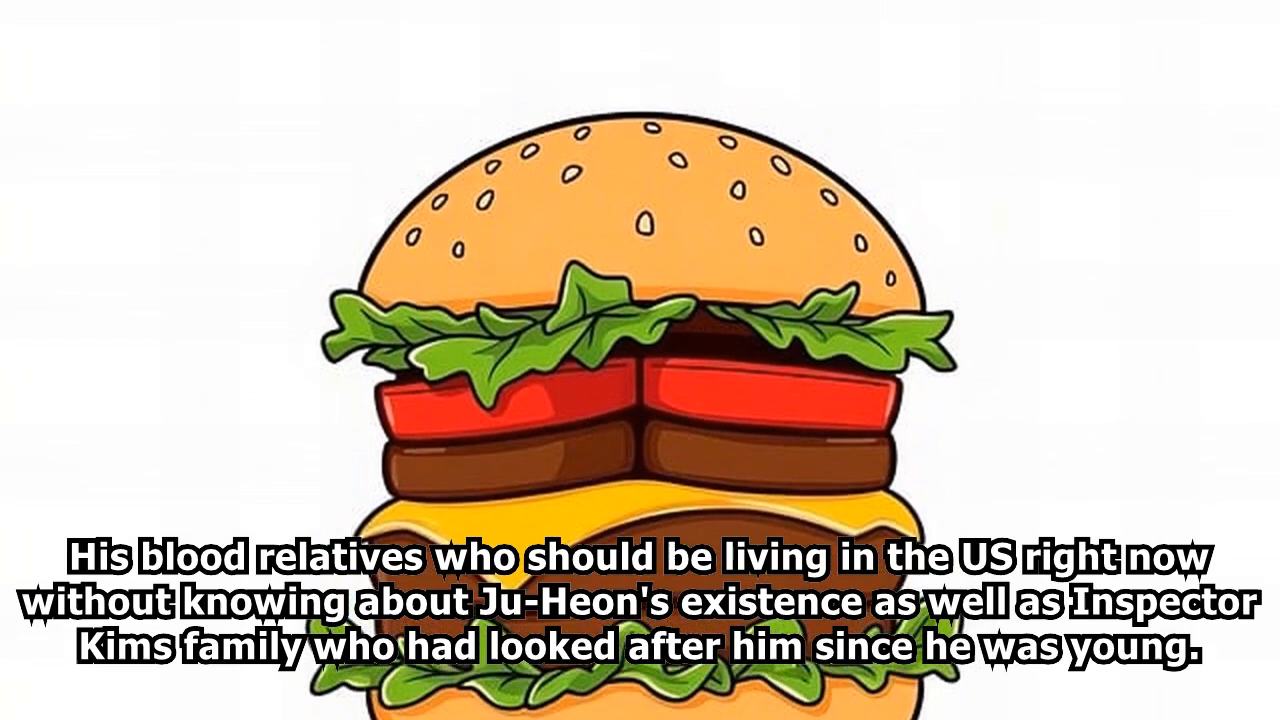 His blood relatives who should be living in the US right now
without knowing about Ju-Heon's existence as well as Inspector
Kims family who had looked after him since he was young.